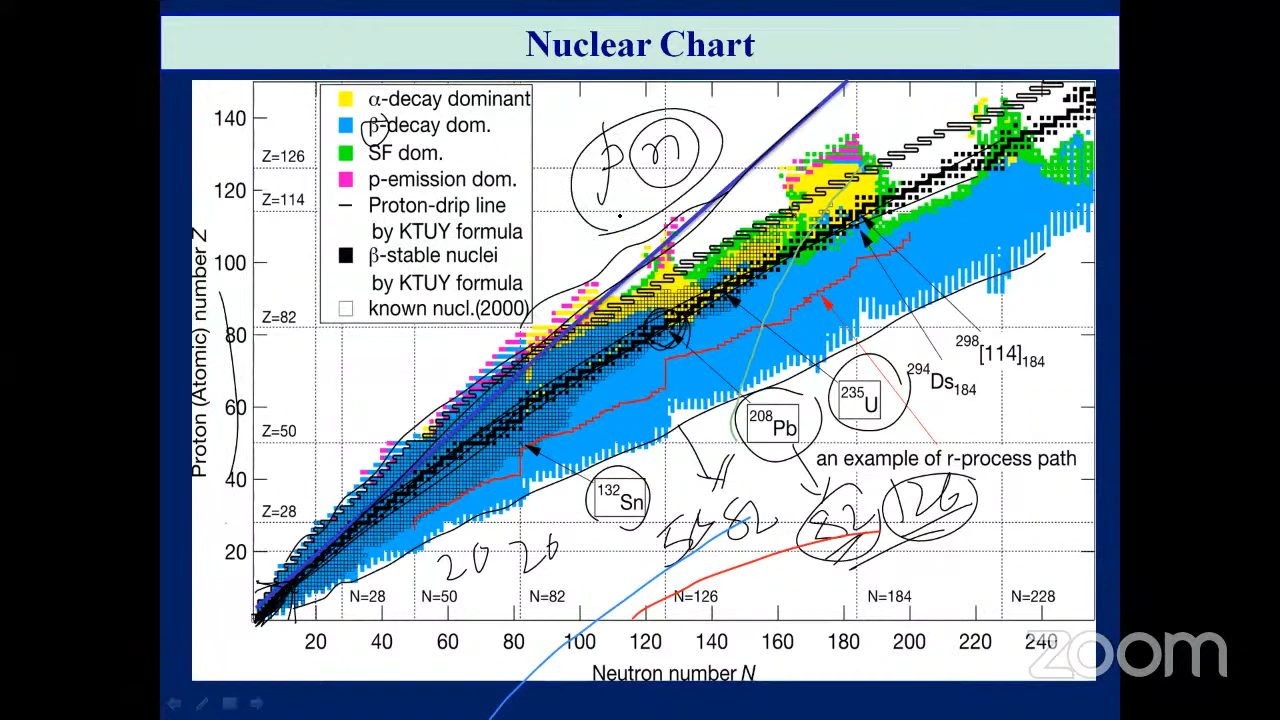 Nuclear Chart
α-decay dominant
β-decay dom.
SF dom.
p-emission dom.
Proton-drip line
by KTUY formula
β-stable nuclei
by KTUY formula
known nucl.(2000)
Proton (Atomic) number Z
140
120
100
80
60
40
20
Z=126
Z=114
Z=82
Z=50
Z=28
p n
298[114]184
294Ds184
235U
208Pb
132Sn
an example of r-process path
20 20
82
82
126
N=28
N=50
N=82
N=126
N=184
N=228
20
40
60
80
100
120
140
160
180
200
220
240
Neutron number N
zoom